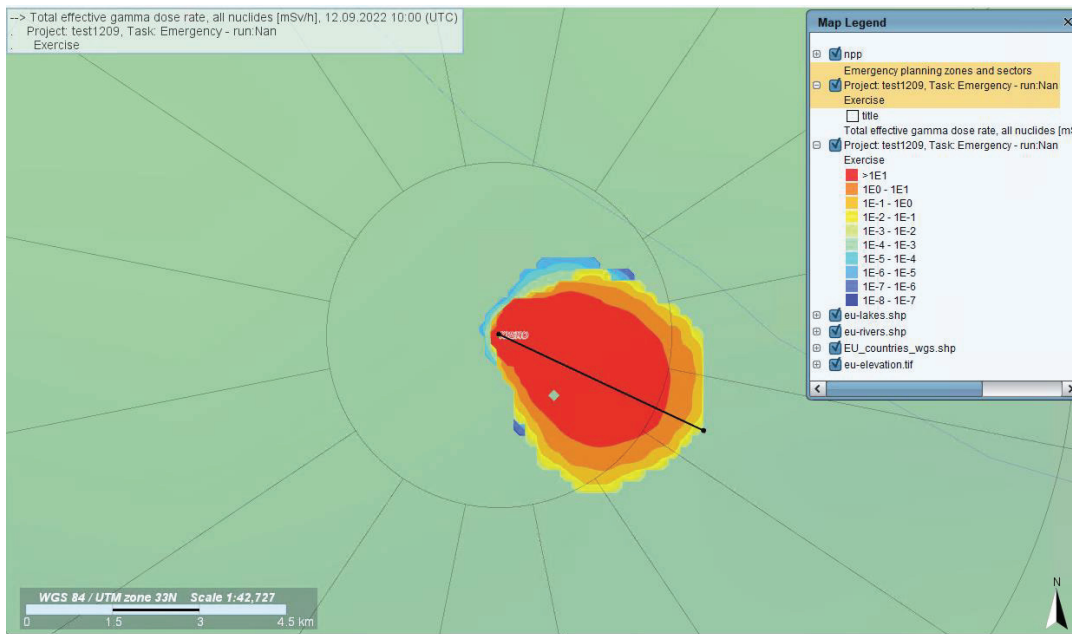 --> Total effective gamma dose rate, all nuclides [mSv/h], 12.09.2022 10:00 (UTC)
. Project: test1209, Task: Emergency - run:Nan
. Exercise
Map Legend
npp
Emergency planning zones and sectors
Project: test1209, Task: Emergency - run:Nan
Exercise
title
Total effective gamma dose rate, all nuclides [mS
Project: test1209, Task: Emergency - run:Nan
Exercise
>1E1
1E0 - 1E1
1E-1 - 1E0
1E-2 - 1E-1
1E-3 - 1E-2
1E-4 - 1E-3
1E-5 - 1E-4
1E-6 - 1E-5
1E-7 - 1E-6
1E-8 - 1E-7
eu-lakes.shp
eu-rivers.shp
EU_countries_wgs.shp
eu-elevation.tif
WGS 84 / UTM zone 33N Scale 1:42,727
0 1.5 3 4.5 km
N